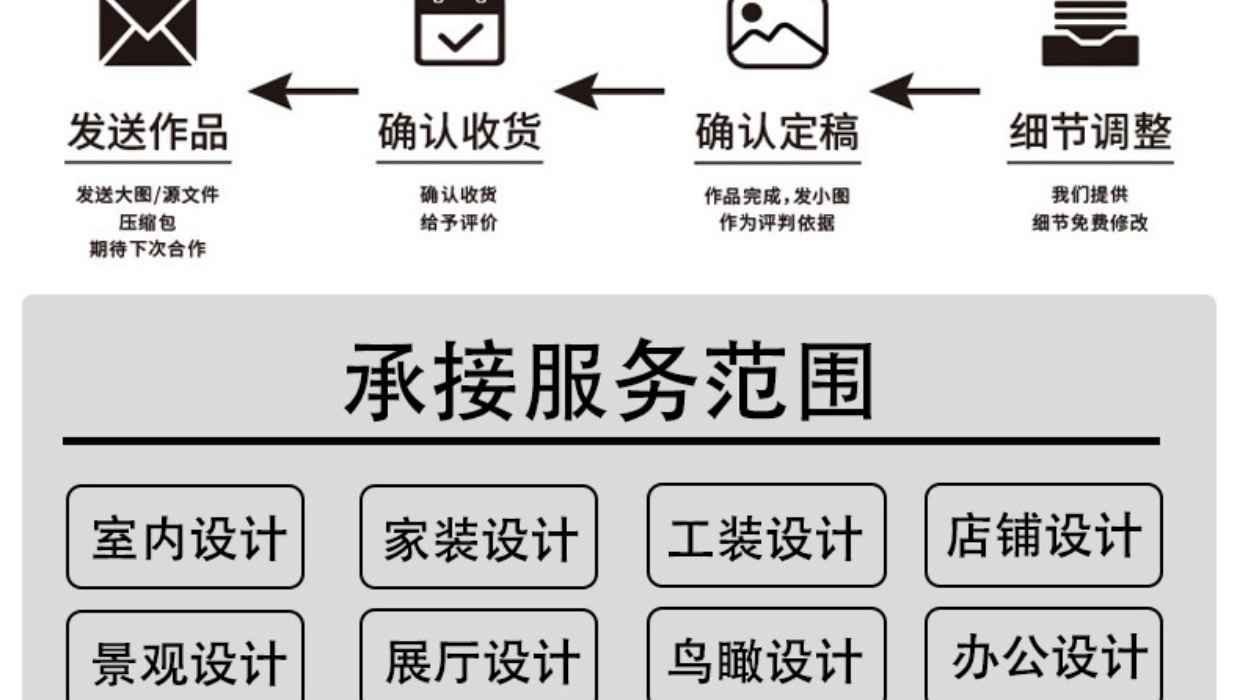 发送作品
确认收货
确认定稿
细节调整
发送大图/源文件
压缩包
期待下次合作
确认收货
给予评价
作品完成,发小图
作为评判依据
我们提供
细节免费修改
承接服务范围
室内设计
家装设计
工装设计
店铺设计
景观设计
展厅设计
鸟瞰设计
办公设计